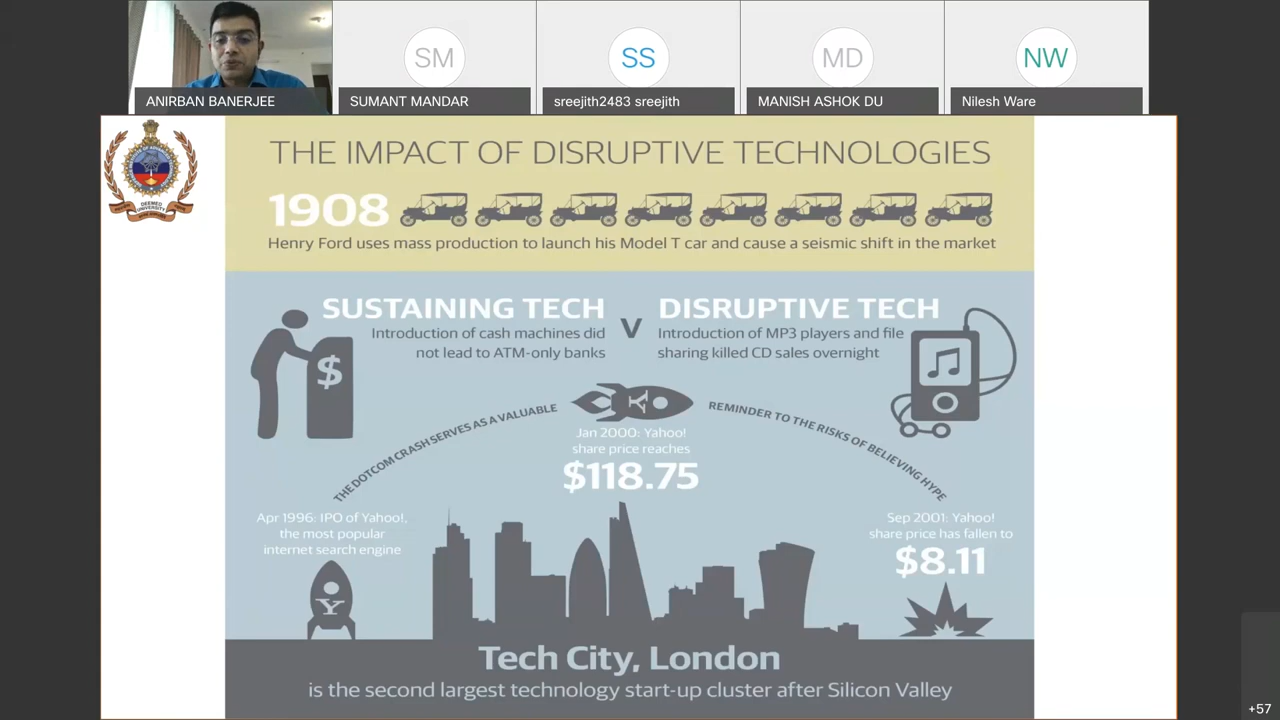 SM
SS
MD
NW
ANIRBAN BANERJEE
SUMANT MANDAR
sreejith2483 sreejith
MANISH ASHOK DU
Nilesh Ware
DEEMED
UNIVERSITY
THE IMPACT OF DISRUPTIVE TECHNOLOGIES
1908
Henry Ford uses mass production to launch his Model T car and cause a seismic shift in the market
SUSTAINING TECH
Introduction of cash machines did
not lead to ATM-only banks
V
DISRUPTIVE TECH
Introduction of MP3 players and file
sharing killed CD sales overnight
$
THE DOTCOM CRASH SERVES AS A VALUABLE
REMINDER TO THE RISKS OF BELIEVING HYPE
Y
Jan 2000: Yahoo!
share price reaches
$118.75
Apr 1996: IPO of Yahoo!,
the most popular
internet search engine
Y
Sep 2001: Yahoo!
share price has fallen to
$8.11
Tech City, London
is the second largest technology start-up cluster after Silicon Valley
+57